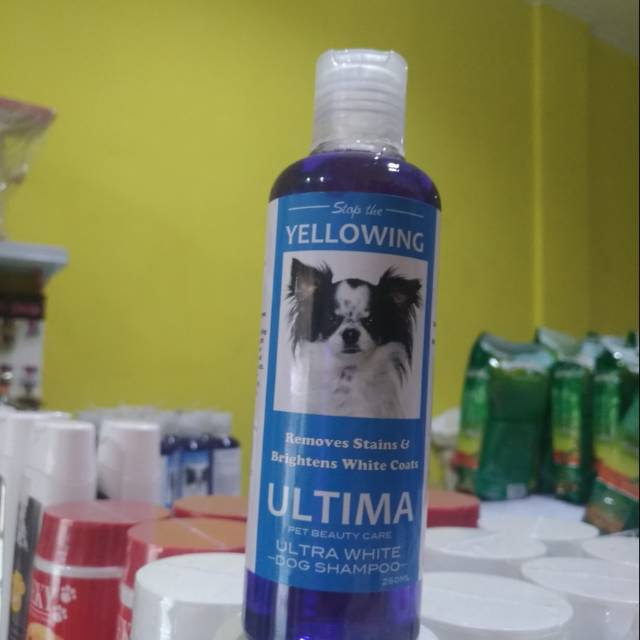 Stop the
YELLOWING
Removes Stains &
Brightens White Coats
ULTIMA
PET BEAUTY CARE
ULTRA WHITE
DOG SHAMPOO
250ML